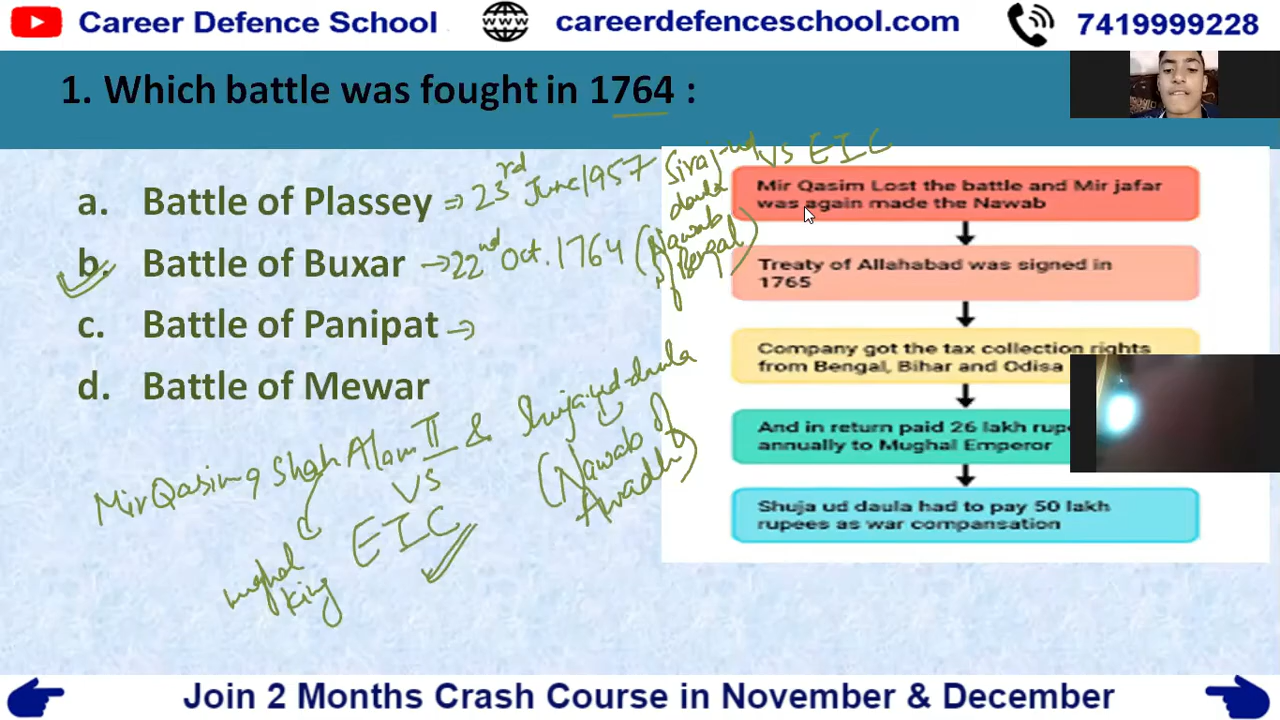 Career Defence School careerdefenceschool.com 7419999228
1. Which battle was fought in 1764 :
a. Battle of Plassey → 23rd June 1957 Siraj-ud daula vs EIC (Nawab of Bengal)
b. Battle of Buxar → 22nd Oct. 1764
c. Battle of Panipat →
d. Battle of Mewar
Mir Qasim, Shah Alam II & Shuja-ud-daula
mughal king
(Nawab of Awadh)
VS
EIC
Mir Qasim Lost the battle and Mir jafar
was again made the Nawab
Treaty of Allahabad was signed in
1765
Company got the tax collection rights
from Bengal, Bihar and Odisa
And in return paid 26 lakh
annually to Mughal Emperor
Shuja ud daula had to pay 50 lakh
rupees as war compansation
Join 2 Months Crash Course in November & December